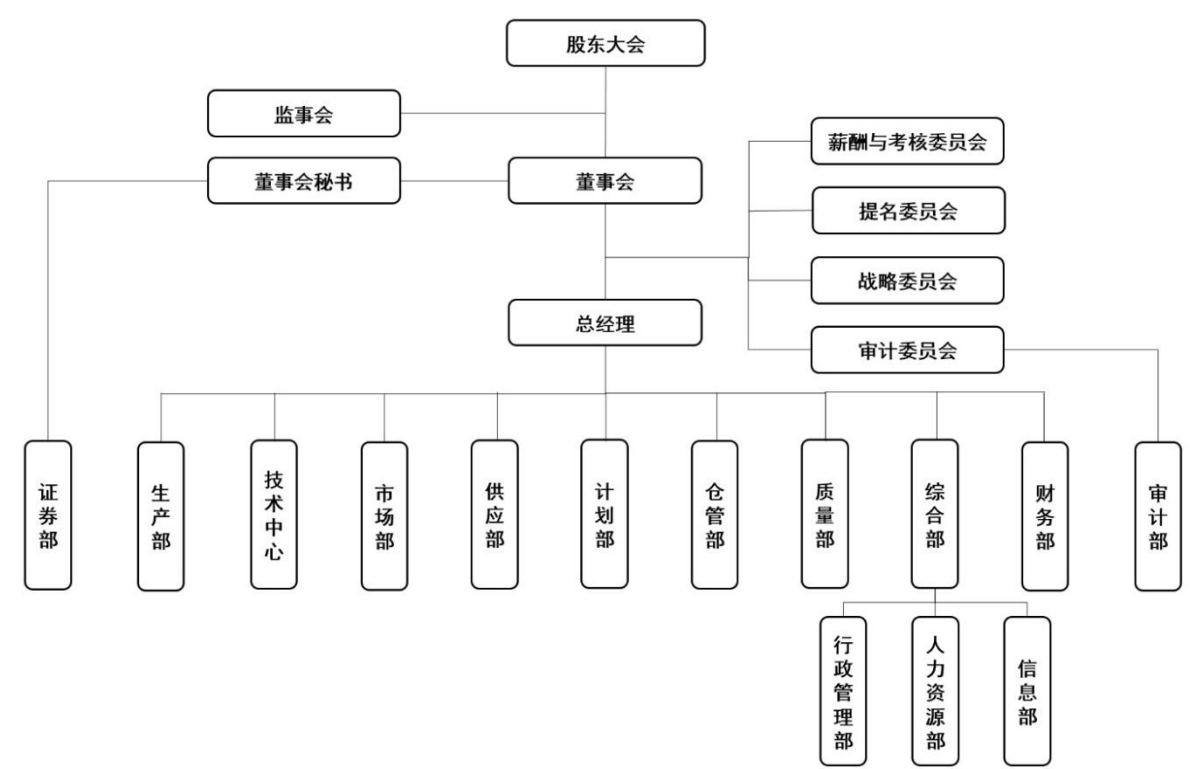 股东大会
监事会
薪酬与考核委员会
董事会秘书
董事会
提名委员会
战略委员会
总经理
审计委员会
证券部
生产部
技术中心
市场部
供应部
计划部
仓管部
质量部
综合部
财务部
审计部
行政管理部
人力资源部
信息部